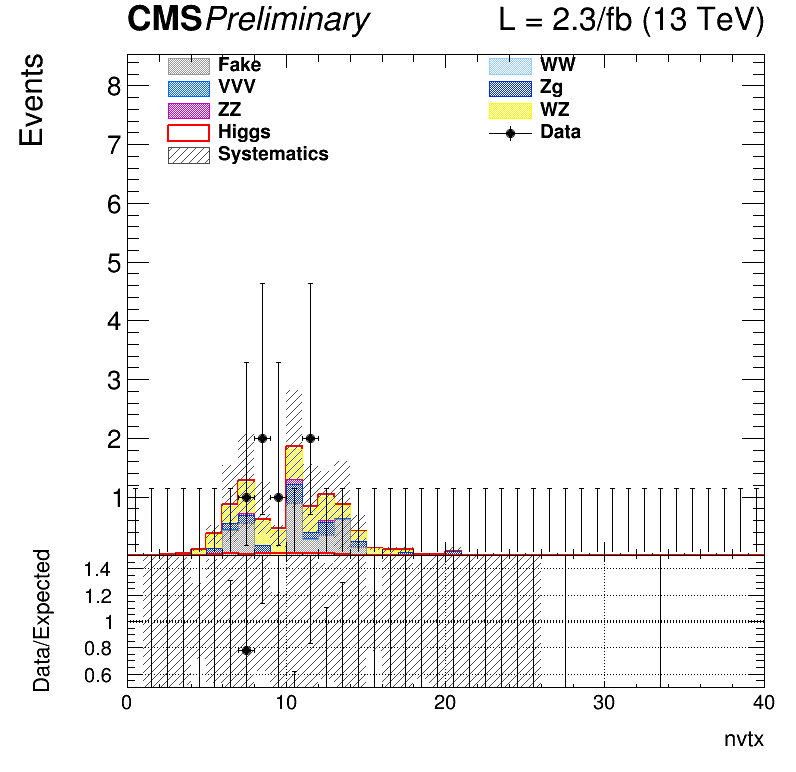 CMSPreliminary L = 2.3/fb (13 TeV)
Events
8
7
6
5
4
3
2
1
Fake WW
VVV Zg
ZZ WZ
Higgs Data
Systematics
Data/Expected
1.4
1.2
1
0.8
0.6
0 10 20 30 40
nvtx